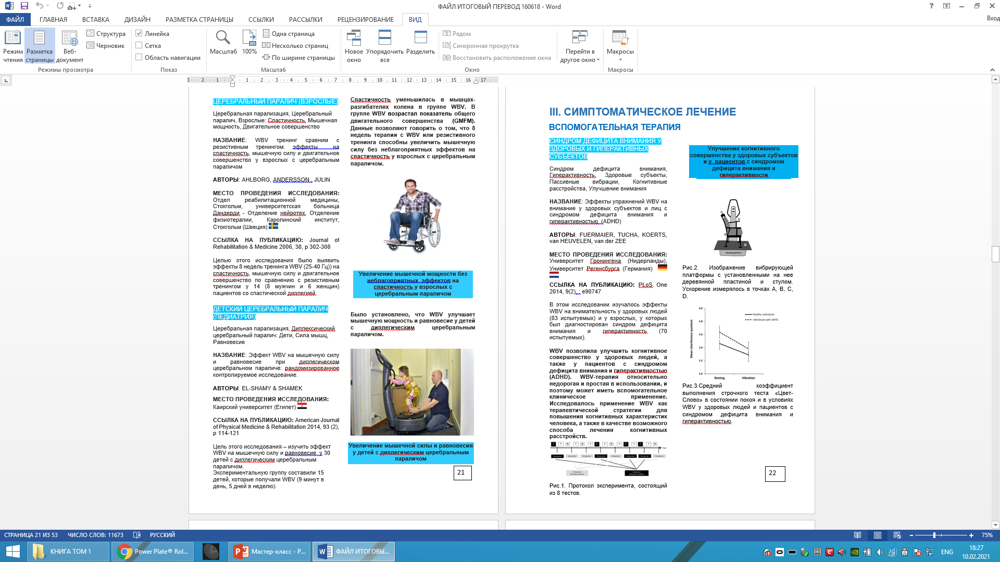 ФАЙЛ ИТОГОВЫЙ ПЕРЕВОД 160618 - Word
Вход
ФАЙЛ ГЛАВНАЯ ВСТАВКА ДИЗАЙН РАЗМЕТКА СТРАНИЦЫ ССЫЛКИ РАССЫЛКИ РЕЦЕНЗИРОВАНИЕ ВИД
Режим чтения
Разметка страницы
Веб-документ
Структура
Черновик
Режимы просмотра
Линейка
Сетка
Область навигации
Показ
Масштаб
100%
Одна страница
Несколько страниц
По ширине страницы
Масштаб
Новое окно
Упорядочить все
Разделить
Рядом
Синхронная прокрутка
Восстановить расположение окна
Окно
Перейти в другое окно
Макросы
Макросы
3 2 1 1 2 3 4 5 6 7 8 9 10 11 12 13 14 15 16 17
ЦЕРЕБРАЛЬНЫЙ ПАРАЛИЧ (ВЗРОСЛЫЕ)
Церебральная парализация, Церебральный
паралич, Взрослые: Спастичность, Мышечная
мощность, Двигательное совершенство
НАЗВАНИЕ: WBV тренинг сравним с
резистивным тренингом: эффекты на
спастичность, мышечную силу и двигательное
совершенство у взрослых с церебральным
параличом
АВТОРЫ: AHLBORG, ANDERSSON , JULIN
МЕСТО ПРОВЕДЕНИЯ ИССЛЕДОВАНИЯ:
Отдел реабилитационной медицины,
Стокгольм, университетская больница
Дандерди - Отделение нейротех, Отделение
физиотерапии, Каролинский институт,
Стокгольм (Швеция)
ССЫЛКА НА ПУБЛИКАЦИЮ: Journal of
Rehabilitation & Medicine 2006, 38, p 302-308
Целью этого исследования было выявить
эффекты 8 недель тренинга WBV (25-40 Гц)) на
спастичность, мышечную силу и двигательное
совершенство по сравнению с резистивным
тренингом у 14 (8 мужчин и 6 женщин)
пациентов со спастической диплегией.
ДЕТСКИЙ ЦЕРЕБРАЛЬНЫЙ ПАРАЛИЧ
(ПЕДИАТРИЯ)
Церебральная парализация, Диплексический
церебральный паралич: Дети, Сила мышц,
Равновесие
НАЗВАНИЕ: Эффект WBV на мышечную силу
и равновесие при диплегическом
церебральном параличе: рандомизированное
контролируемое исследование.
АВТОРЫ: EL-SHAMY & SHAMEK
МЕСТО ПРОВЕДЕНИЯ ИССЛЕДОВАНИЯ:
Каирский университет (Египет)
ССЫЛКА НА ПУБЛИКАЦИЮ: American Journal
of Physical Medicine & Rehabilitation 2014, 93 (2),
p 114-121
Цель этого исследования – изучить эффект
WBV на мышечную силу и равновесие у 30
детей с диплегическим церебральным
параличом.
Экспериментальную группу составили 15
детей, которые получали WBV (9 минут в
день, 5 дней в неделю).
Спастичность уменьшилась в мышцах-
разгибателях колена в группе WBV. В
группе WBV возрастал показатель общего
двигательного совершенства (GMFM).
Данные позволяют говорить о том, что 8
недель терапии с WBV или резистивного
тренинга способны увеличить мышечную
силу без неблагоприятных эффектов на
спастичность у взрослых с церебральным
параличом.
Увеличение мышечной мощности без
неблагоприятных эффектов на
спастичность у взрослых с
церебральным параличом
Было установлено, что WBV улучшает
мышечную мощность и равновесие у детей
с диплегическим церебральным
параличом.
Увеличение мышечной силы и равновесия
у детей с диплегическим церебральным
параличом
21
III. СИМПТОМАТИЧЕСКОЕ ЛЕЧЕНИЕ
ВСПОМОГАТЕЛЬНАЯ ТЕРАПИЯ
СИНДРОМ ДЕФИЦИТА ВНИМАНИЯ У
ЗДОРОВЫХ И ГИПЕРАКТИВНЫХ
СУБЪЕКТОВ
Синдром дефицита внимания,
Гиперактивность, Здоровые субъекты,
Пассивные вибрации, Когнитивные
расстройства, Улучшение внимания
НАЗВАНИЕ: Эффекты упражнений WBV на
внимание у здоровых субъектов и лиц с
синдромом дефицита внимания и
гиперактивностью (ADHD)
АВТОРЫ: FUERMAIER, TUCHA, KOERTS,
van HEUVELEN, van der ZEE
МЕСТО ПРОВЕДЕНИЯ ИССЛЕДОВАНИЯ:
Университет Гронингена (Нидерланды),
Университет Регенсбурга (Германия)
ССЫЛКА НА ПУБЛИКАЦИЮ: PLoS One
2014, 9(2), : e90747
В этом исследовании изучалось эффекты
WBV на внимательность у здоровых людей
(83 испытуемых) и у взрослых, у которых
был диагностирован синдром дефицита
внимания и гиперактивность (70
испытуемых).
WBV позволила улучшить когнитивное
совершенство у здоровых людей, а
также у пациентов с синдромом
дефицита внимания и гиперактивностью
(ADHD). WBV-терапия относительно
недорогая и простая в использовании, и
поэтому может иметь вспомогательное
клиническое применение.
Исследовалось применение WBV как
терапевтической стратегии для
повышения когнитивных характеристик
человека, а также в качестве возможного
способа лечения когнитивных
расстройств.
Рис.1. Протокол эксперимента, состоящий
из 8 тестов.
Улучшение когнитивного
совершенства у здоровых субъектов
и у пациентов с синдромом
дефицита внимания и
гиперактивности
Рис.2. Изображение вибрирующей
платформы с установленными на нее
деревянной пластиной и стулом.
Ускорение измерялось в точках A, B, C,
D.
Mean interference quotient
4.0
3.8
3.6
3.4
3.2
3.0
Healthy individuals
Individuals with ADHD
Resting Vibration
Рис.3.Средний коэффициент
выполнения строчного теста «Цвет-
Слово» в состоянии покоя и в условиях
WBV у здоровых людей и пациентов с
синдромом дефицита внимания и
гиперактивностью.
22
СТРАНИЦА 21 ИЗ 53 ЧИСЛО СЛОВ: 11673 РУССКИЙ 75%
КНИГА ТОМ 1
Power Plate® Rol...
Мастер-класс - P...
ФАЙЛ ИТОГОВЫ...
ENG
18:27
10.02.2021